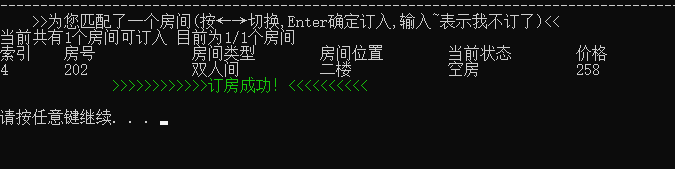 --------------------------------------------------------------------------------
>>为您匹配了一个房间(按←→切换,Enter确定订入,输入~表示我不订了)<<
当前共有1个房间可订入 目前为1/1个房间
索引 房号 房间类型 房间位置 当前状态 价格
4 202 双人间 二楼 空房 258
>>>>>>>>>>>>订房成功! <<<<<<<<<<
请按任意键继续. . .